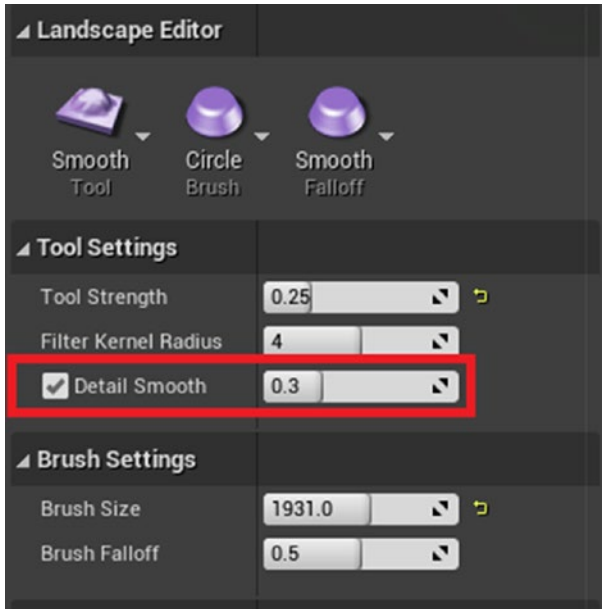 Landscape Editor
Smooth Circle Smooth
Tool Brush Falloff
Tool Settings
Tool Strength 0.25
Filter Kernel Radius 4
Detail Smooth 0.3
Brush Settings
Brush Size 1931.0
Brush Falloff 0.5